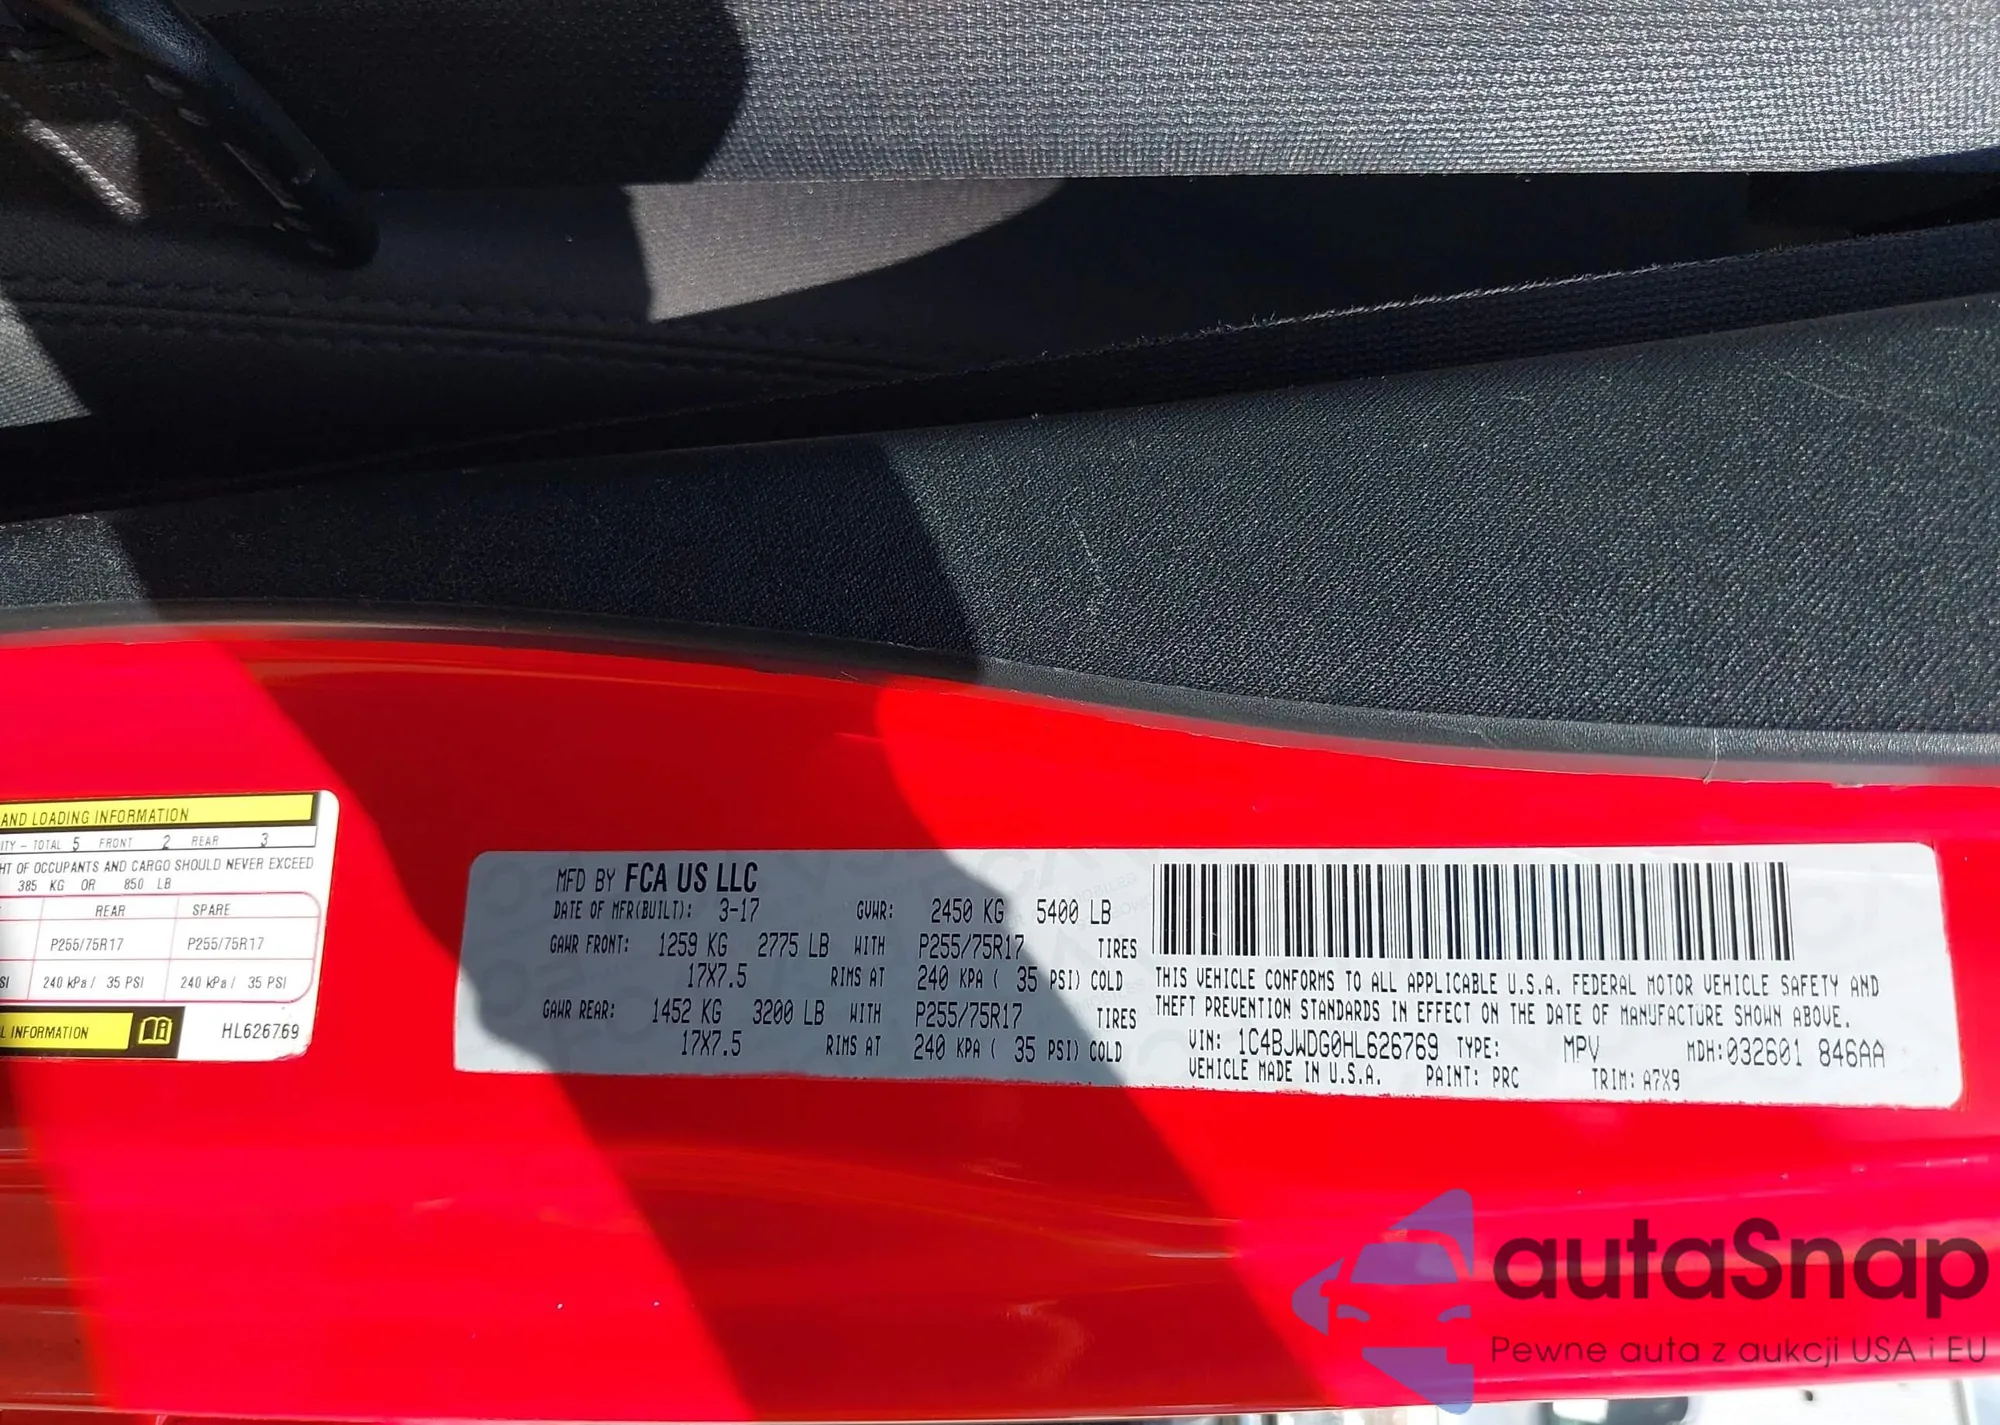 AND LOADING INFORMATION
ITY - TOTAL 5 FRONT 2 REAR 3
HT OF OCCUPANTS AND CARGO SHOULD NEVER EXCEED
385 KG OR 850 LB
REAR SPARE
P255/75R17 P255/75R17
SI 240 kPa / 35 PSI 240 kPa / 35 PSI
L INFORMATION HL626769
MFD BY FCA US LLC
DATE OF MFR(BUILT): 3-17 GVWR: 2450 KG 5400 LB
GAWR FRONT: 1259 KG 2775 LB WITH P255/75R17 TIRES
17X7.5 RIMS AT 240 KPA ( 35 PSI) COLD
GAWR REAR: 1452 KG 3200 LB WITH P255/75R17 TIRES
17X7.5 RIMS AT 240 KPA ( 35 PSI) COLD
THIS VEHICLE CONFORMS TO ALL APPLICABLE U.S.A. FEDERAL MOTOR VEHICLE SAFETY AND
THEFT PREVENTION STANDARDS IN EFFECT ON THE DATE OF MANUFACTURE SHOWN ABOVE.
VIN: 1C4BJWDG0HL626769 TYPE: MPV MDH:032601 846AA
VEHICLE MADE IN U.S.A. PAINT: PRC TRIM: A7X9
autaSnap
Pewne auta z aukcji USA i EU